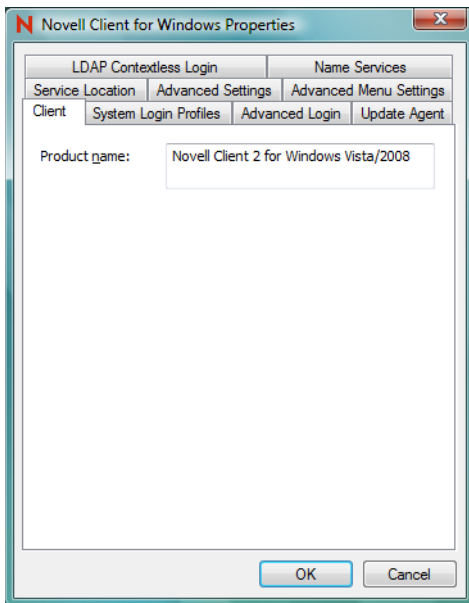 Novell Client for Windows Properties
LDAP Contextless Login Name Services
Service Location Advanced Settings Advanced Menu Settings
Client System Login Profiles Advanced Login Update Agent
Product name: Novell Client 2 for Windows Vista/2008
OK Cancel